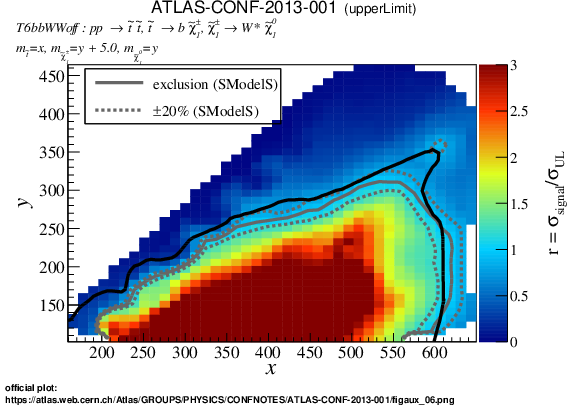 ATLAS-CONF-2013-001 (upperLimit)
T6bbWWoff : pp → t̃ t̃, t̃ → b χ̃₁±, χ̃₁± → W* χ̃₁⁰
m_t̃=x, m_χ̃₁±=y + 5.0, m_χ̃₁⁰=y
exclusion (SModelS)
±20% (SModelS)
450
400
350
300
250
200
150
y
200 250 300 350 400 450 500 550 600
x
3
2.5
2
1.5
1
0.5
0
r = σ_signal/σ_UL
official plot:
https://atlas.web.cern.ch/Atlas/GROUPS/PHYSICS/CONFNOTES/ATLAS-CONF-2013-001/figaux_06.png